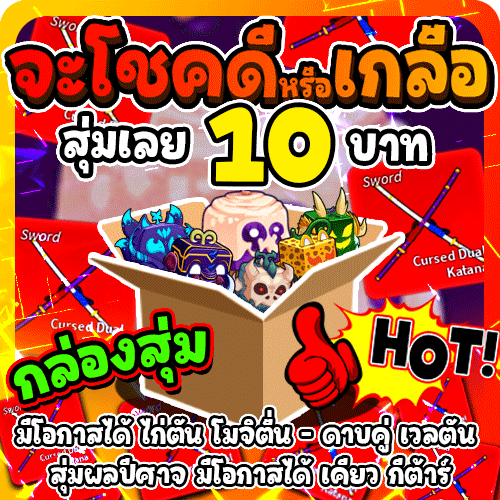 จะโชคดีหรือเกลือ
สุ่มเลย 10 บาท
Sword
Cursed Dual Katana
Sword
Cursed Dual Katana
HOT!
กล่องสุ่ม
มีโอกาสได้ ไก่ตัน โมจิตื่น - ดาบคู่ เวลตัน
สุ่มผลปีศาจ มีโอกาสได้ เคียว กีต้าร์